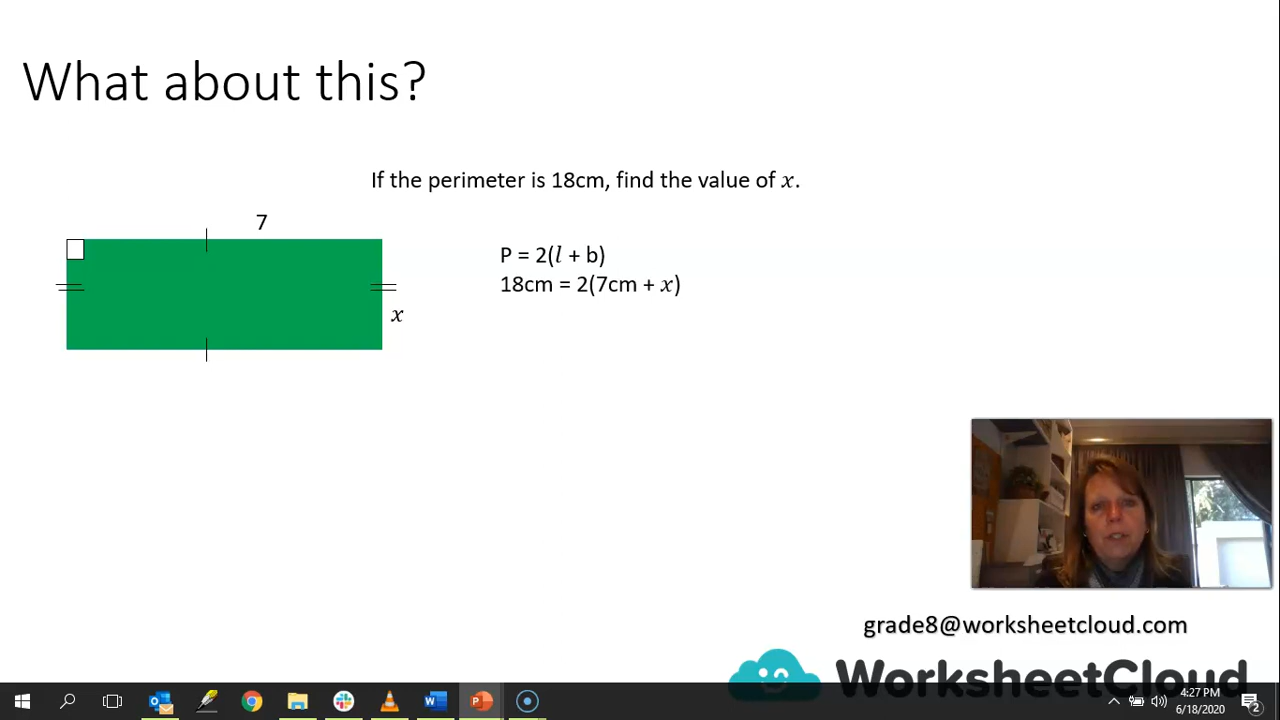 What about this?
If the perimeter is 18cm, find the value of x.
7
P = 2(l + b)
18cm = 2(7cm + x)
x
grade8@worksheetcloud.com
WorksheetCloud
4:27 PM
6/18/2020
2